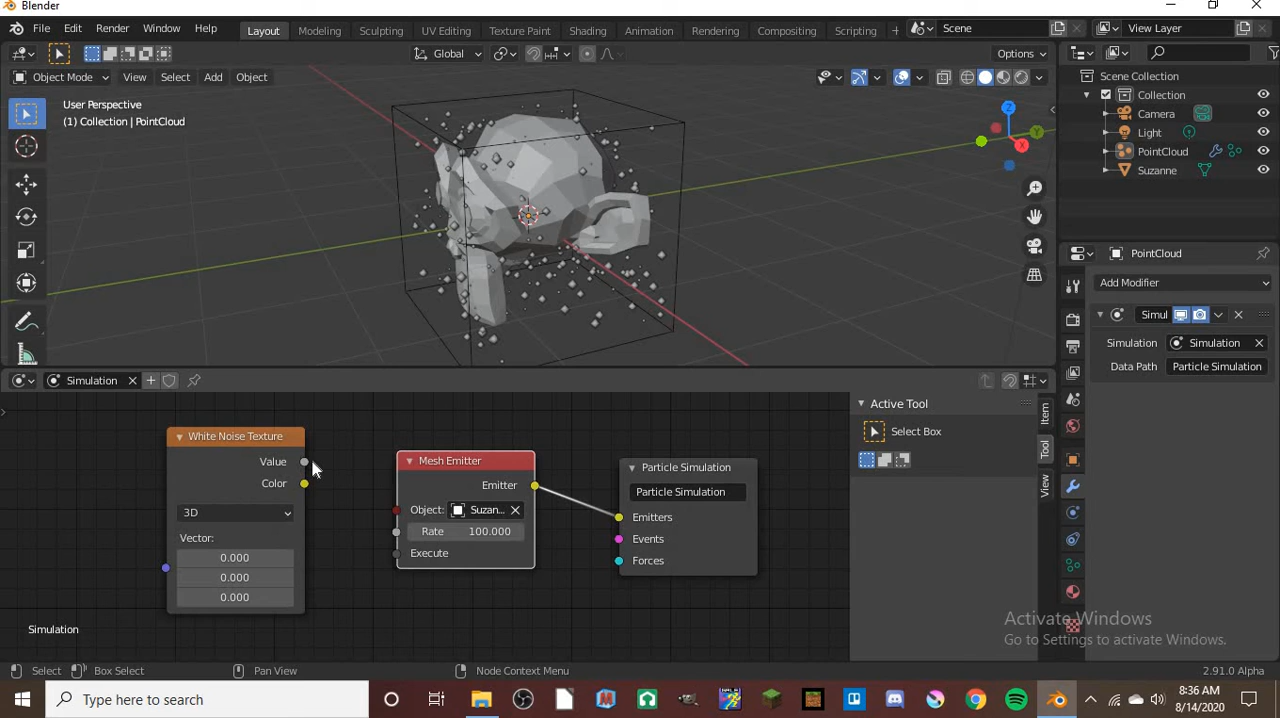 Blender
File Edit Render Window Help Layout Modeling Sculpting UV Editing Texture Paint Shading Animation Rendering Compositing Scripting + Scene View Layer
Global Options
Object Mode View Select Add Object
User Perspective
(1) Collection | PointCloud
Z
Y
X
Scene Collection
Collection
Camera
Light
PointCloud
Suzanne
PointCloud
Add Modifier
Simul
Simulation Simulation
Data Path Particle Simulation
Simulation
White Noise Texture
Value
Color
3D
Vector:
0.000
0.000
0.000
Mesh Emitter
Emitter
Object: Suzan...
Rate 100.000
Execute
Particle Simulation
Particle Simulation
Emitters
Events
Forces
Active Tool
Select Box
Item
Tool
View
Simulation
Activate Windows
Go to Settings to activate Windows.
Select Box Select Pan View Node Context Menu 2.91.0 Alpha
Type here to search
8:36 AM
8/14/2020